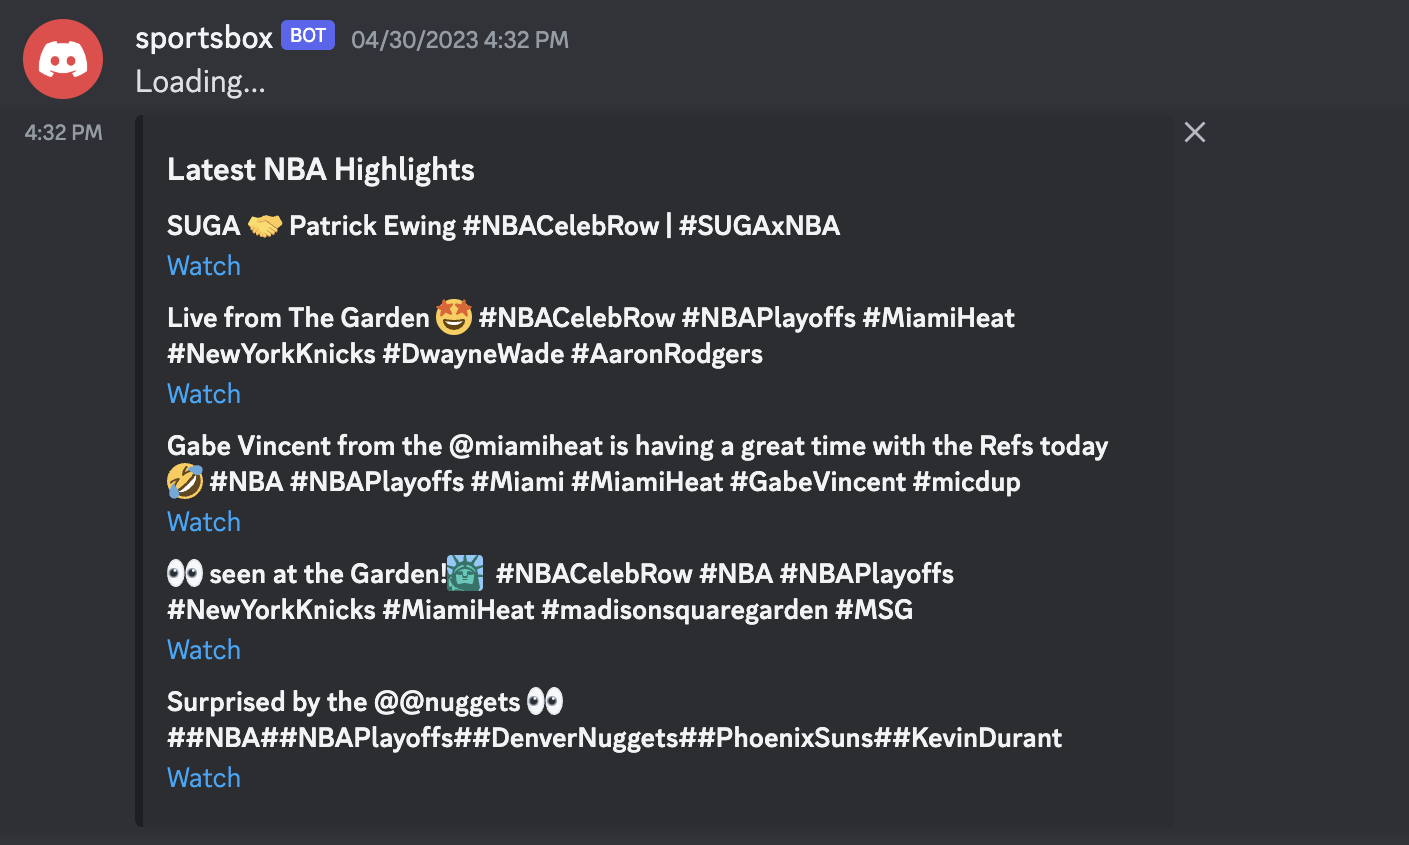 sportsbox BOT 04/30/2023 4:32 PM
Loading...
4:32 PM
Latest NBA Highlights
SUGA 🤝 Patrick Ewing #NBACelebRow | #SUGAxNBA
Watch
Live from The Garden 🤩 #NBACelebRow #NBAPlayoffs #MiamiHeat
#NewYorkKnicks #DwayneWade #AaronRodgers
Watch
Gabe Vincent from the @miamiheat is having a great time with the Refs today
🤣 #NBA #NBAPlayoffs #Miami #MiamiHeat #GabeVincent #micdup
Watch
👀 seen at the Garden!🗽 #NBACelebRow #NBA #NBAPlayoffs
#NewYorkKnicks #MiamiHeat #madisonsquaregarden #MSG
Watch
Surprised by the @@nuggets 👀
##NBA##NBAPlayoffs##DenverNuggets##PhoenixSuns##KevinDurant
Watch